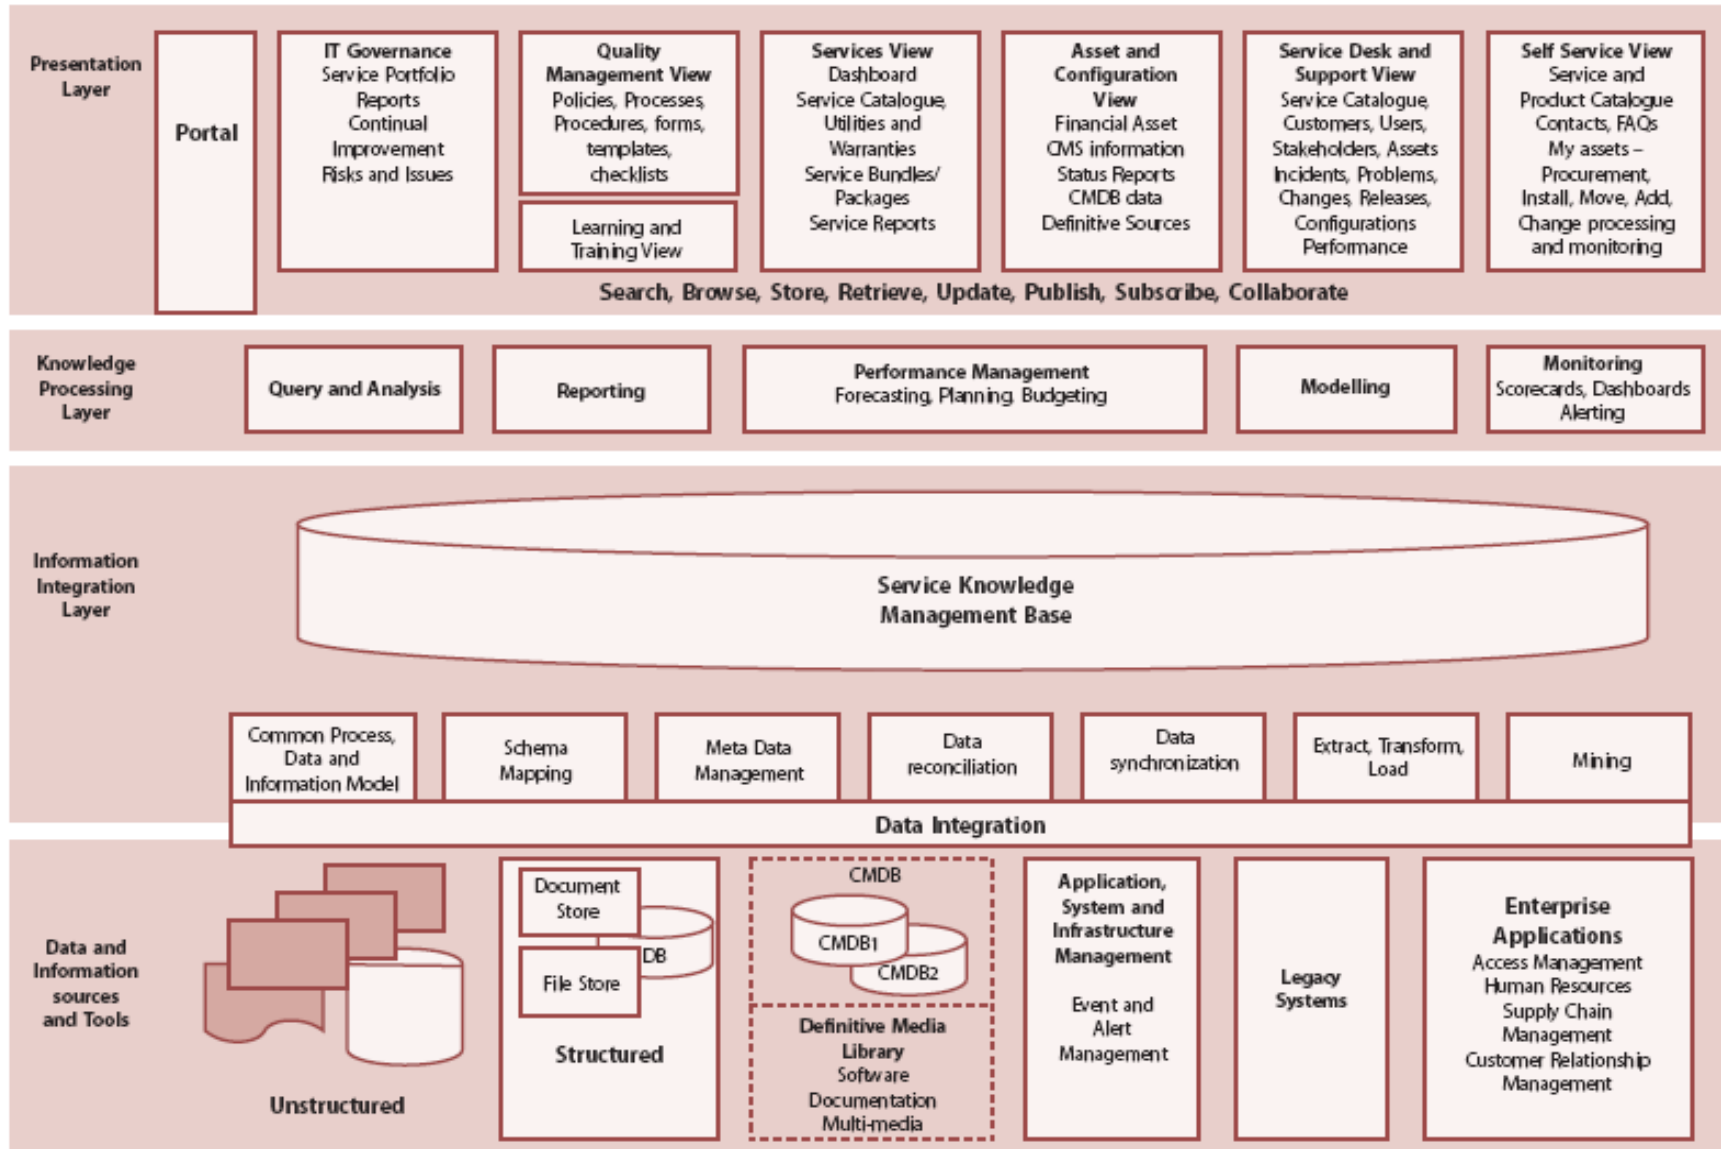 Presentation
Layer
Portal
IT Governance
Service Portfolio
Reports
Continual
Improvement
Risks and Issues
Quality
Management View
Policies, Processes,
Procedures, forms,
templates,
checklists
Learning and
Training View
Services View
Dashboard
Service Catalogue,
Utilities and
Warranties
Service Bundles/
Packages
Service Reports
Asset and
Configuration
View
Financial Asset
CMS information
Status Reports
CMDB data
Definitive Sources
Service Desk and
Support View
Service Catalogue,
Customers, Users,
Stakeholders, Assets
Incidents, Problems,
Changes, Releases,
Configurations
Performance
Self Service View
Service and
Product Catalogue
Contacts, FAQs
My assets –
Procurement,
Install, Move, Add,
Change processing
and monitoring
Search, Browse, Store, Retrieve, Update, Publish, Subscribe, Collaborate
Knowledge
Processing
Layer
Query and Analysis
Reporting
Performance Management
Forecasting, Planning, Budgeting
Modelling
Monitoring
Scorecards, Dashboards
Alerting
Information
Integration
Layer
Service Knowledge
Management Base
Common Process,
Data and
Information Model
Schema
Mapping
Meta Data
Management
Data
reconciliation
Data
synchronization
Extract, Transform,
Load
Mining
Data Integration
Data and
Information
sources
and Tools
Unstructured
Document
Store
DB
File Store
Structured
CMDB
CMDB1
CMDB2
Definitive Media
Library
Software
Documentation
Multi-media
Application,
System and
Infrastructure
Management
Event and
Alert
Management
Legacy
Systems
Enterprise
Applications
Access Management
Human Resources
Supply Chain
Management
Customer Relationship
Management